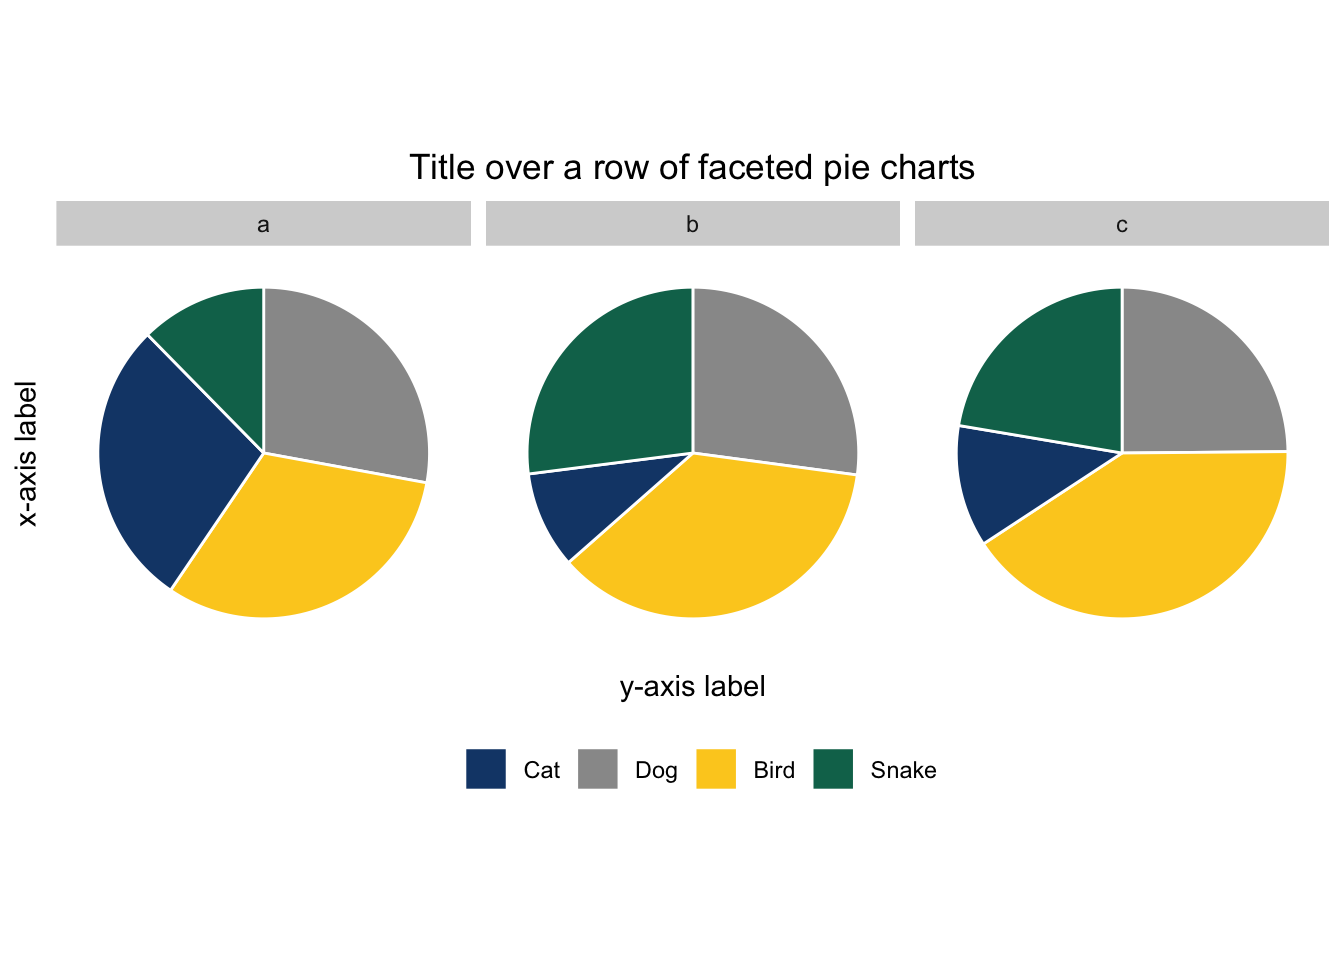 Title over a row of faceted pie charts
a b c
x-axis label
y-axis label
Cat Dog Bird Snake